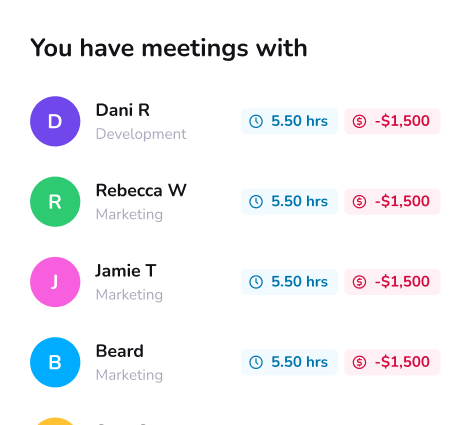 You have meetings with
D
Dani R
Development
5.50 hrs
-$1,500
R
Rebecca W
Marketing
5.50 hrs
-$1,500
J
Jamie T
Marketing
5.50 hrs
-$1,500
B
Beard
Marketing
5.50 hrs
-$1,500